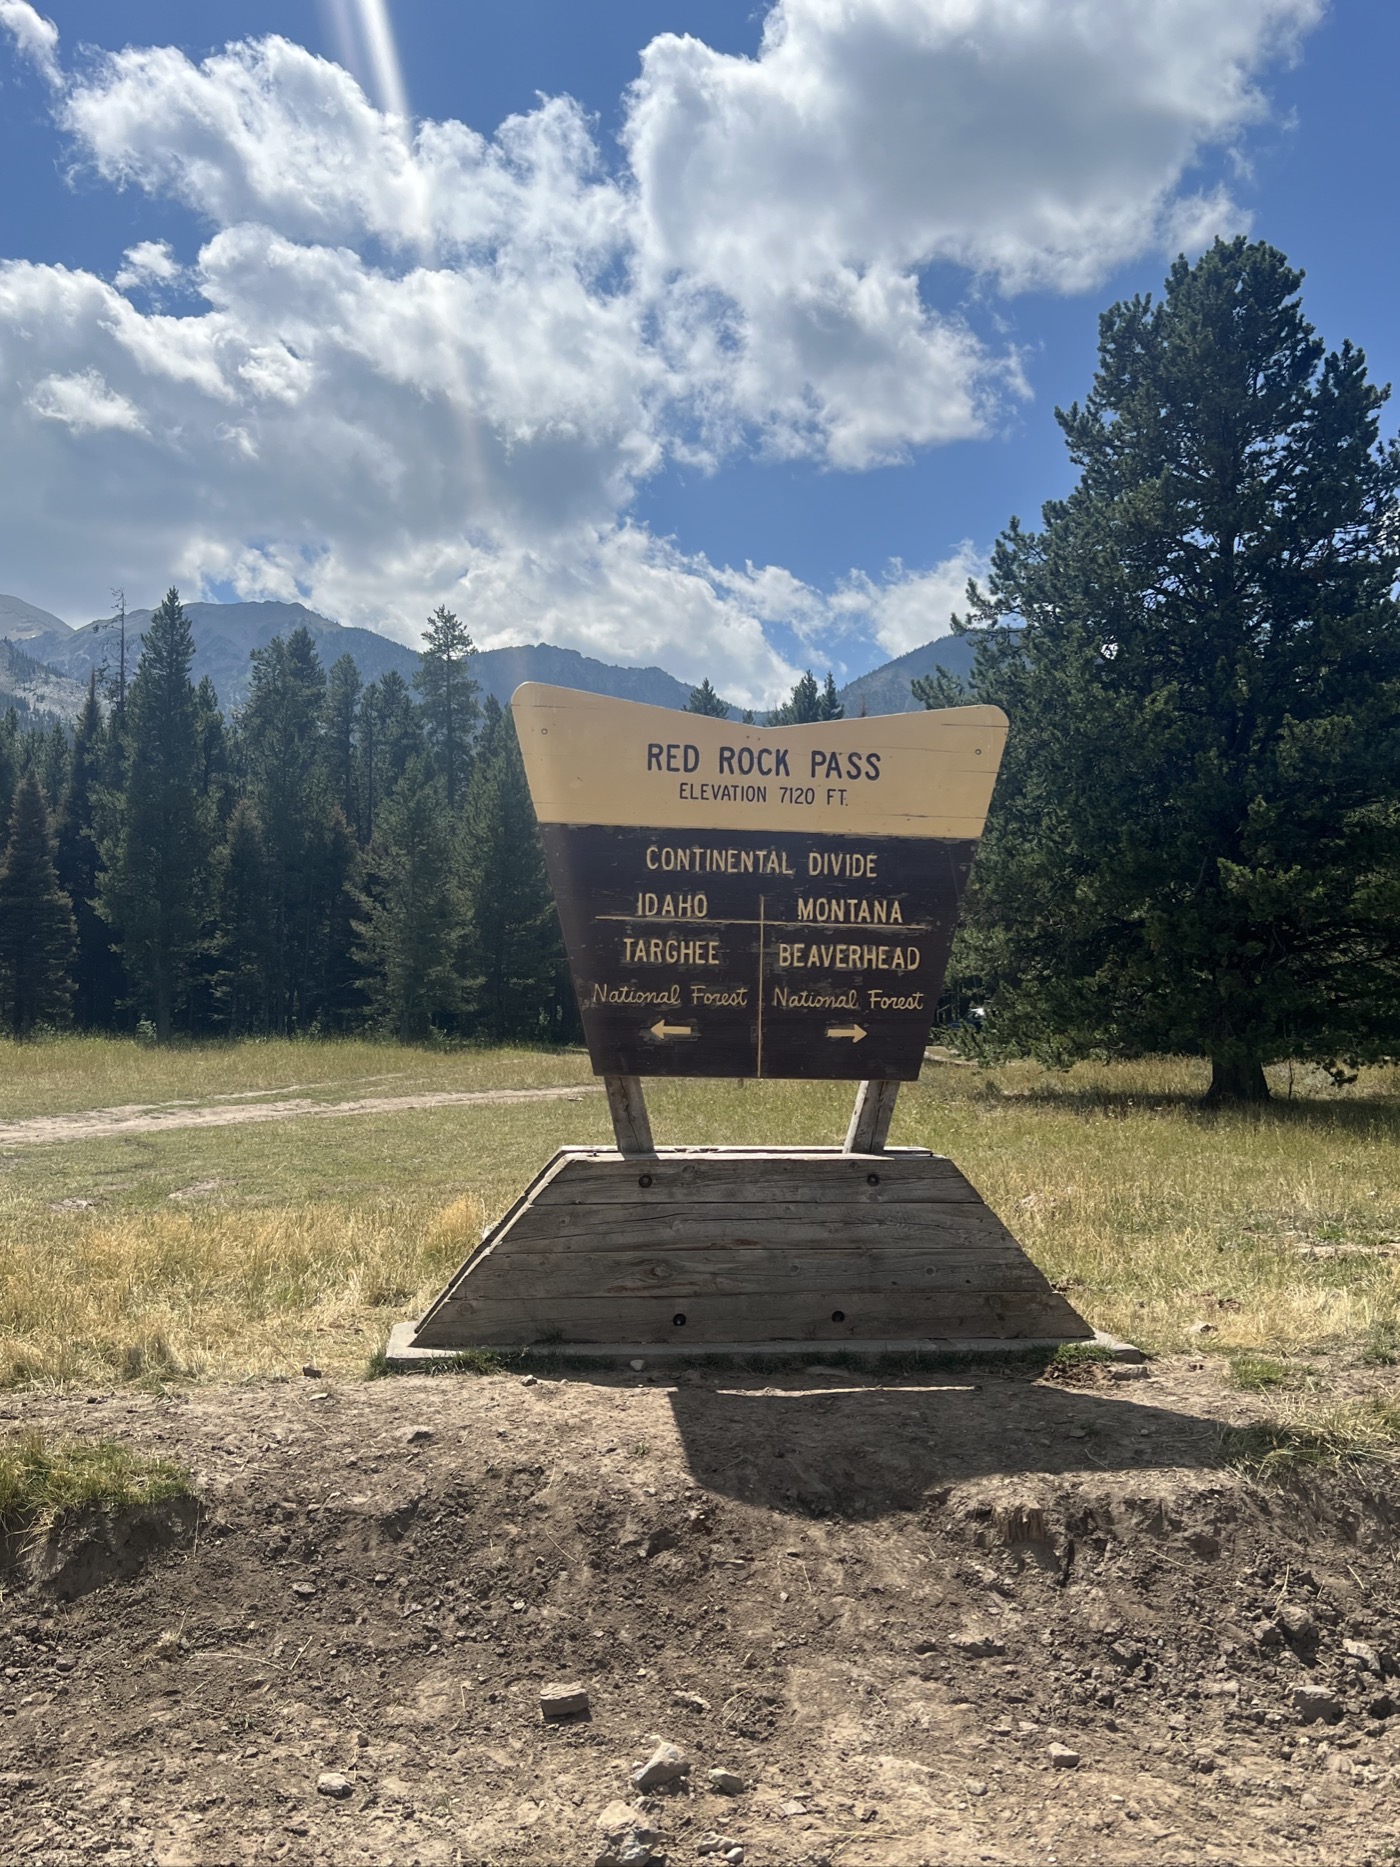 RED ROCK PASS
ELEVATION 7120 FT.
CONTINENTAL DIVIDE
IDAHO MONTANA
TARGHEE BEAVERHEAD
National Forest National Forest